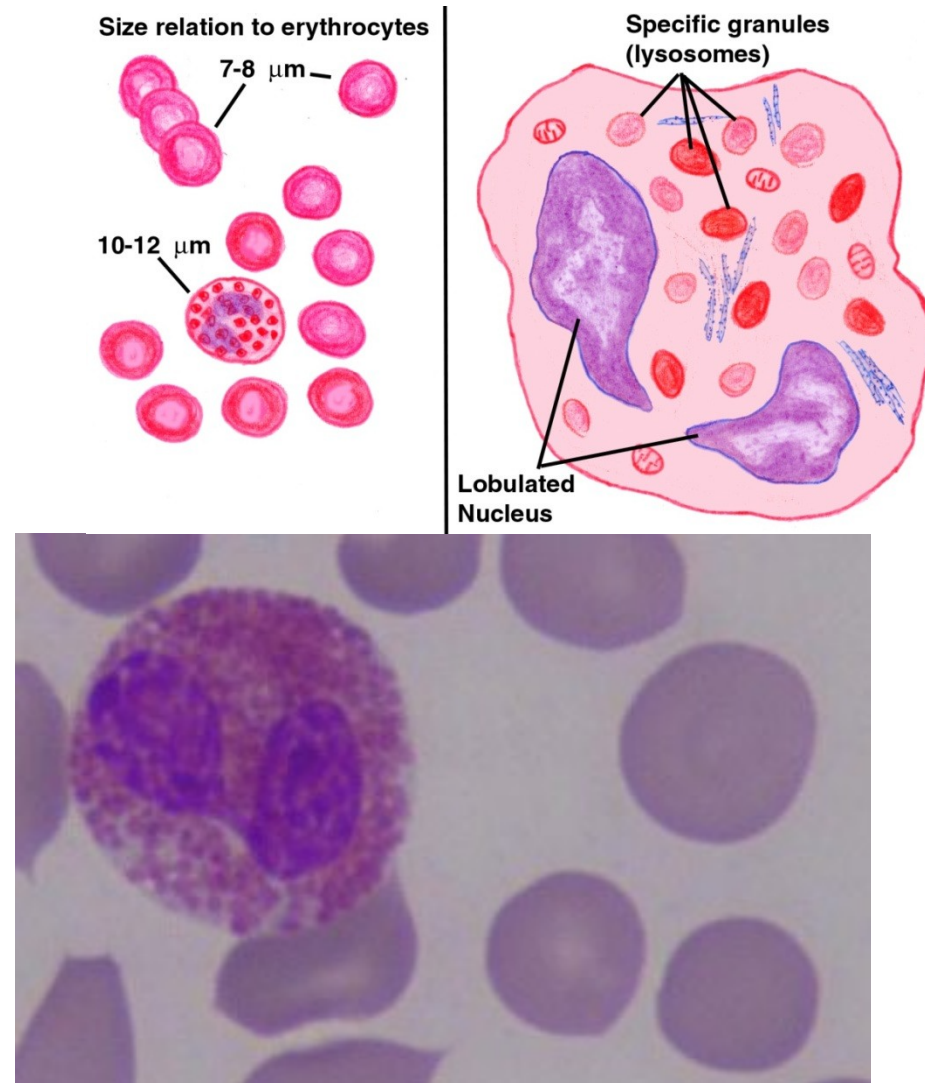 Size relation to erythrocytes
7-8 μm
10-12 μm
Specific granules
(lysosomes)
Lobulated
Nucleus